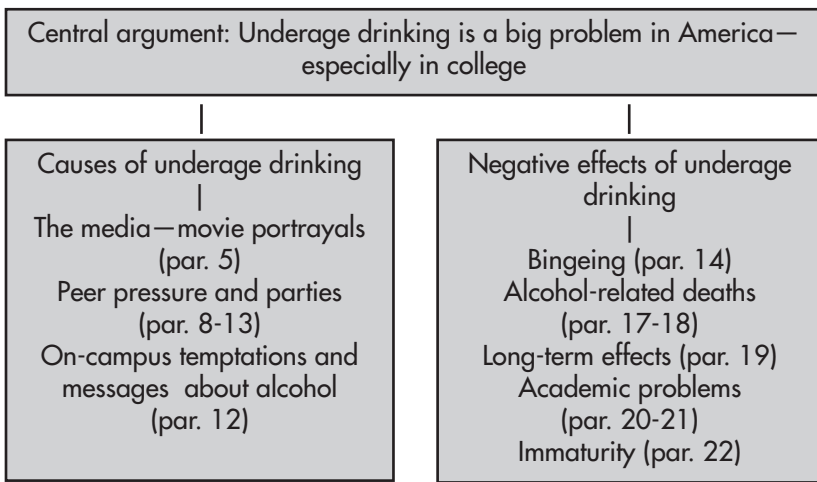 Central argument: Underage drinking is a big problem in America—
especially in college
Causes of underage drinking
The media—movie portrayals
(par. 5)
Peer pressure and parties
(par. 8-13)
On-campus temptations and
messages about alcohol
(par. 12)
Negative effects of underage
drinking
Bingeing (par. 14)
Alcohol-related deaths
(par. 17-18)
Long-term effects (par. 19)
Academic problems
(par. 20-21)
Immaturity (par. 22)